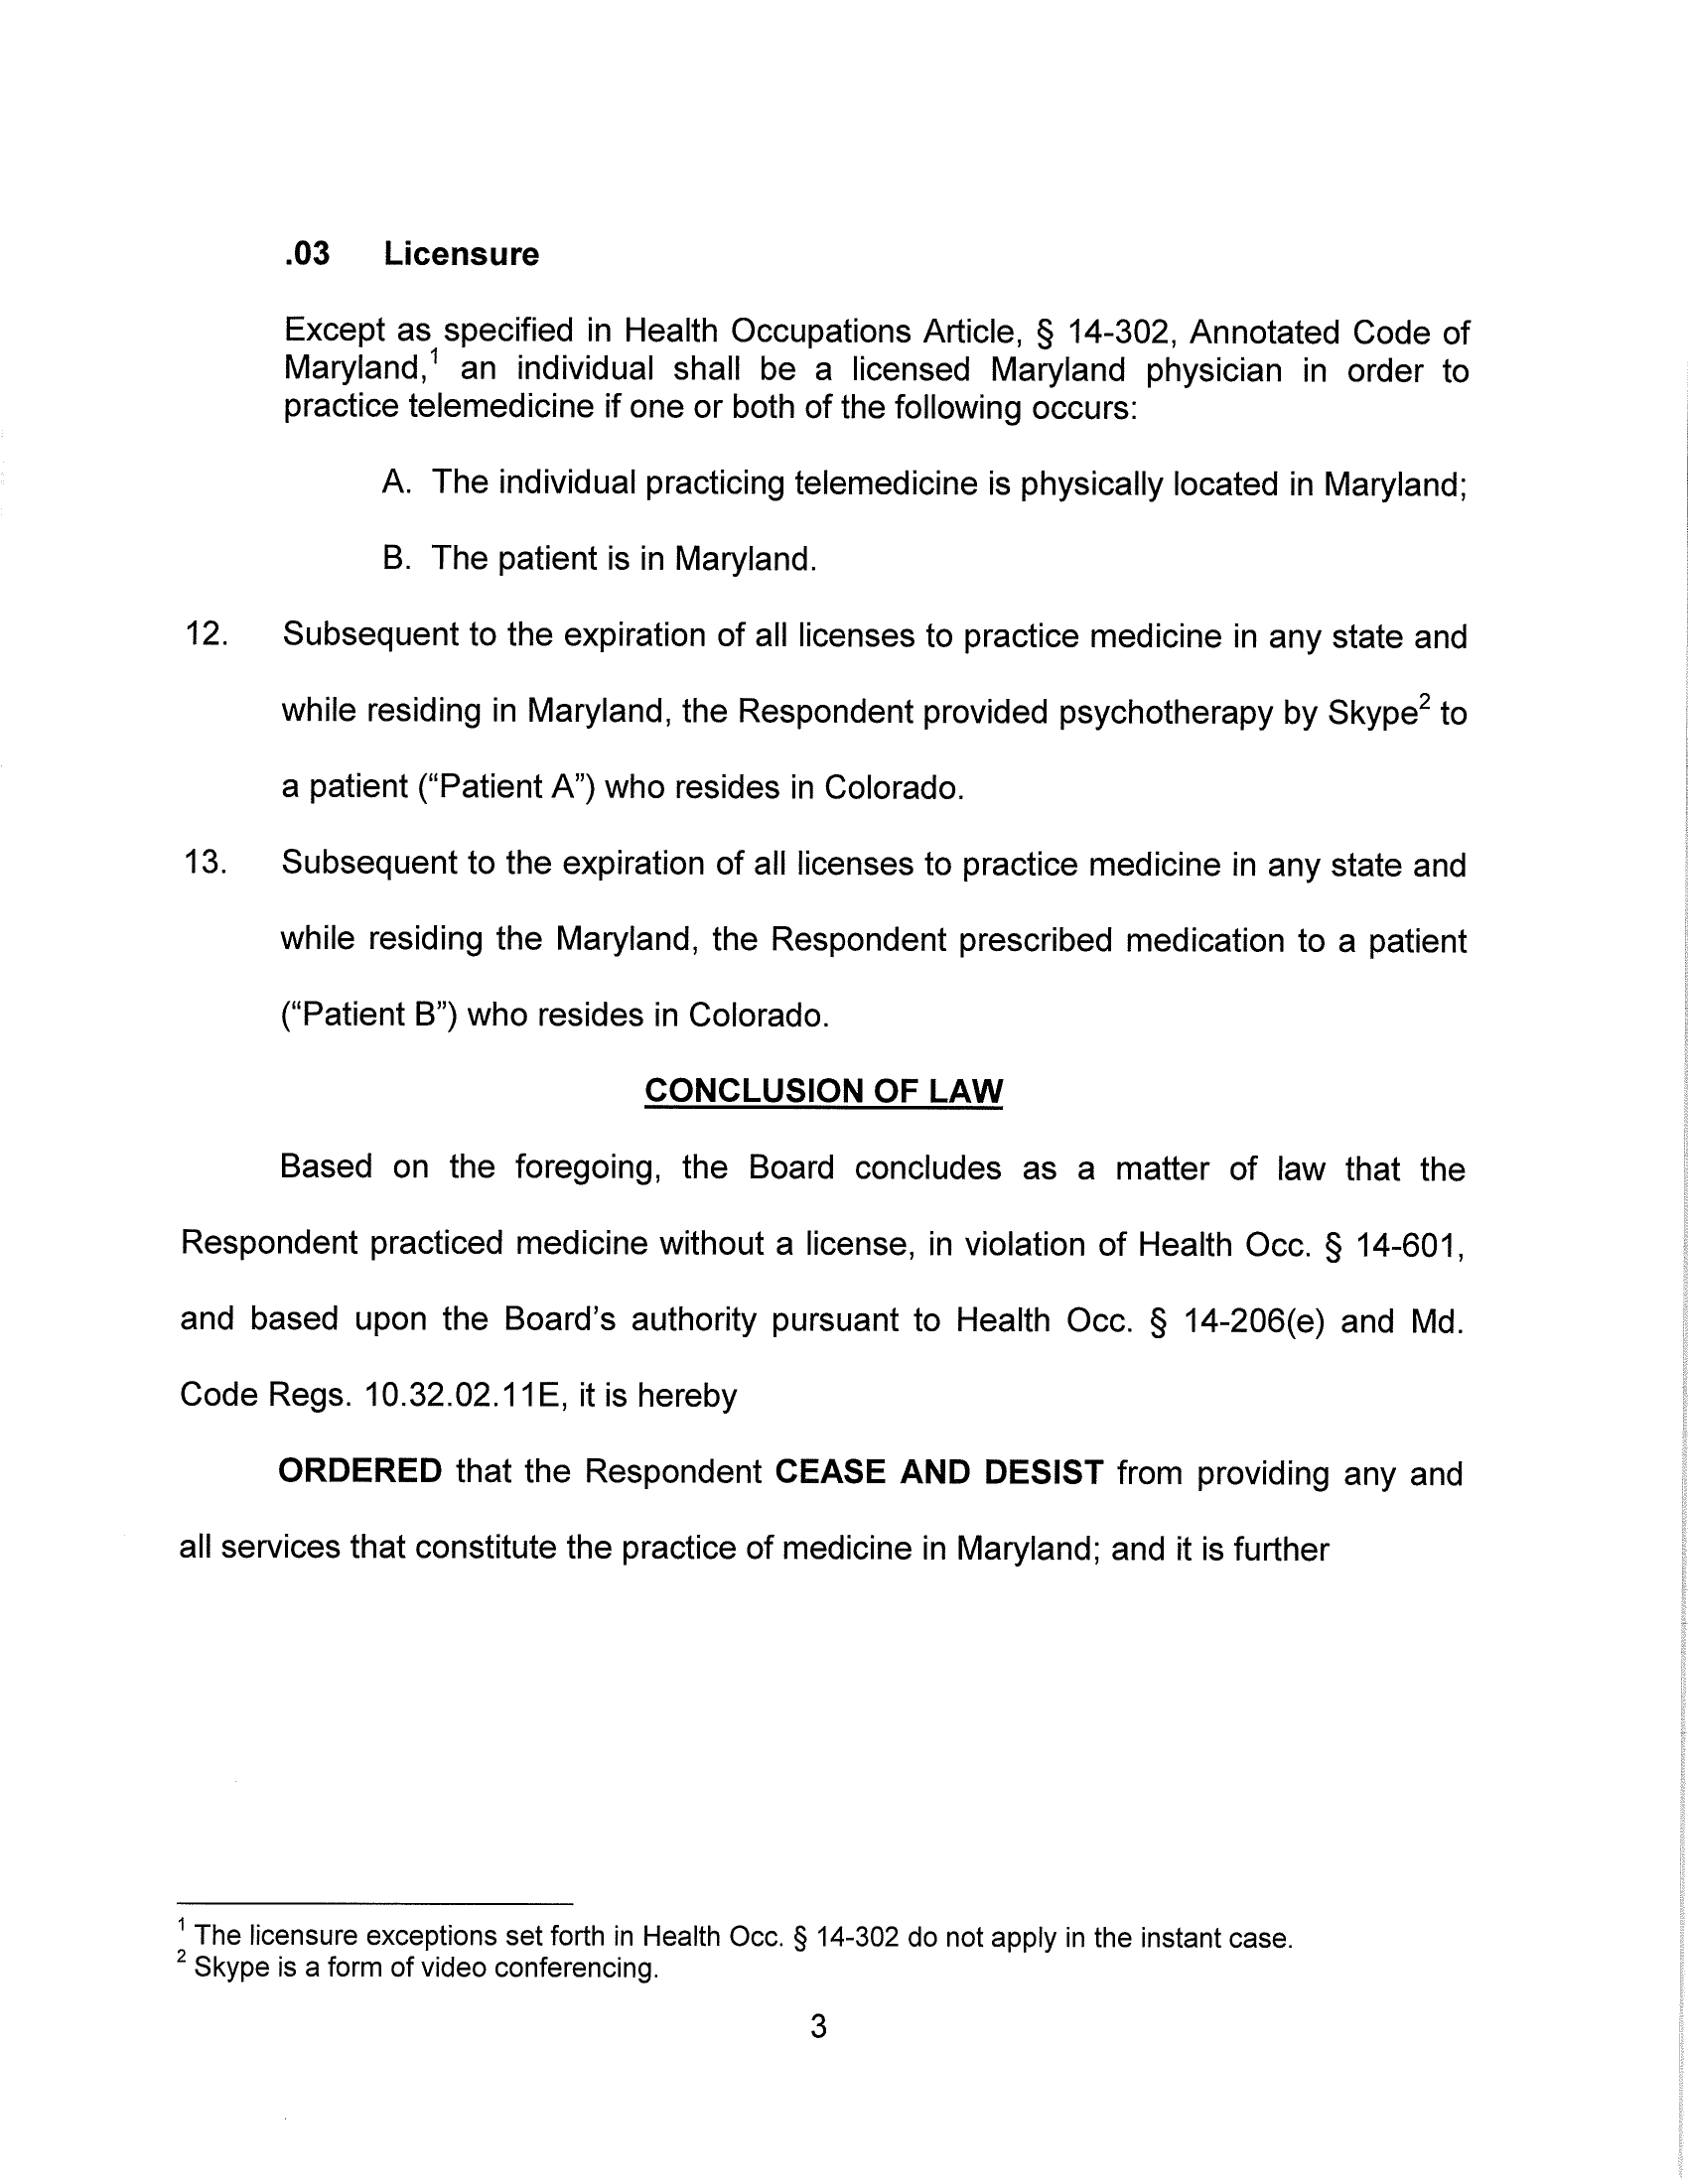 .03 Licensure
Except as specified in Health Occupations Article, § 14-302, Annotated Code of
Maryland,1 an individual shall be a licensed Maryland physician in order to
practice telemedicine if one or both of the following occurs:
A. The individual practicing telemedicine is physically located in Maryland;
B. The patient is in Maryland.
12. Subsequent to the expiration of all licenses to practice medicine in any state and
while residing in Maryland, the Respondent provided psychotherapy by Skype2 to
a patient (“Patient A”) who resides in Colorado.
13. Subsequent to the expiration of all licenses to practice medicine in any state and
while residing the Maryland, the Respondent prescribed medication to a patient
(“Patient B”) who resides in Colorado.
CONCLUSION OF LAW
Based on the foregoing, the Board concludes as a matter of law that the
Respondent practiced medicine without a license, in violation of Health Occ. § 14-601,
and based upon the Board’s authority pursuant to Health Occ. § 14-206(e) and Md.
Code Regs. 10.32.02.11E, it is hereby
ORDERED that the Respondent CEASE AND DESIST from providing any and
all services that constitute the practice of medicine in Maryland; and it is further
1 The licensure exceptions set forth in Health Occ. § 14-302 do not apply in the instant case.
2 Skype is a form of video conferencing.
3